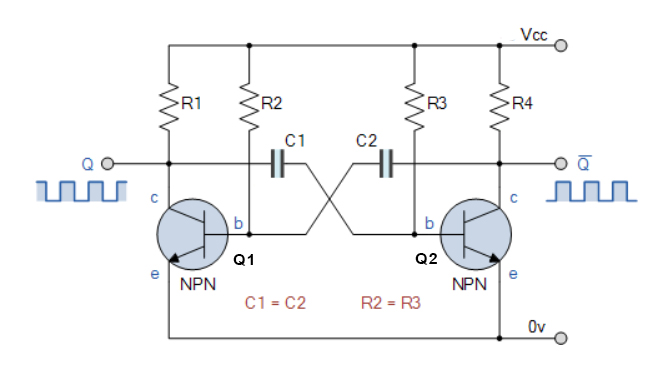 Vcc
R1
R2
R3
R4
C1
C2
Q
Q̅
c
c
b
b
Q1
Q2
e
e
NPN
NPN
C1 = C2
R2 = R3
0v